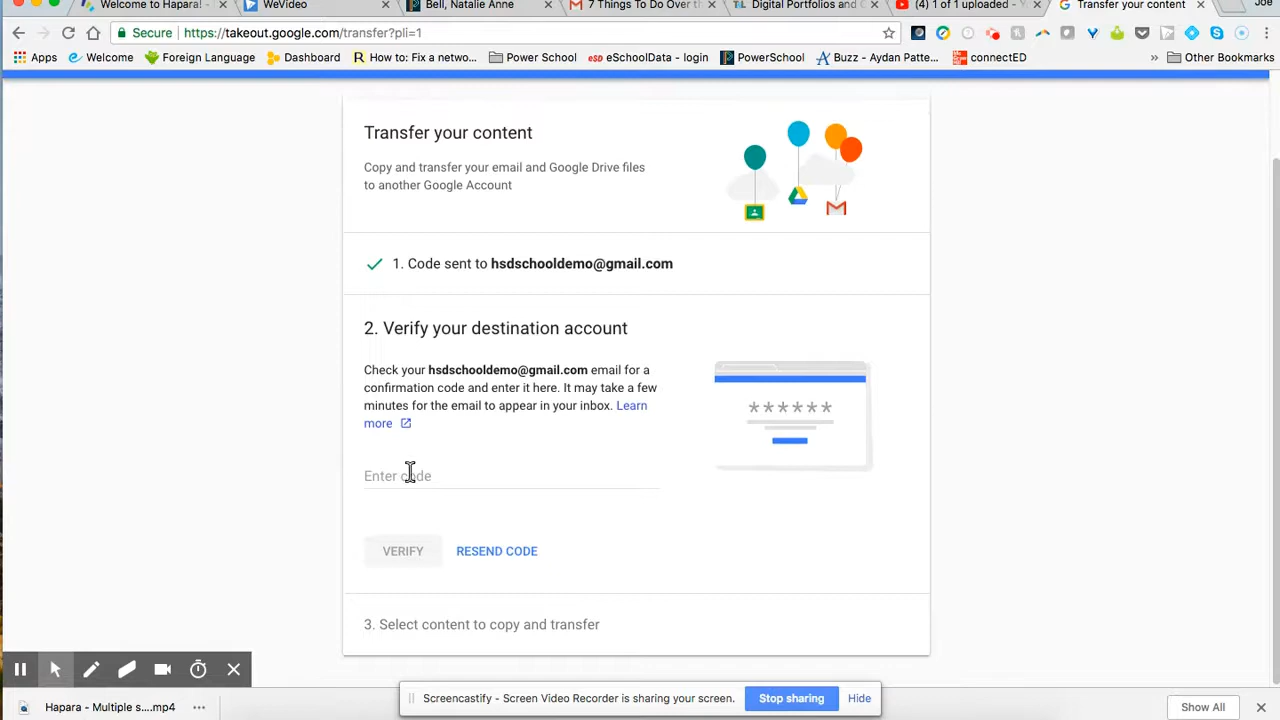 Welcome to Hapara!
WeVideo
Bell, Natalie Anne
7 Things To Do Over th
Digital Portfolios and G
(4) 1 of 1 uploaded - Y
Transfer your content
Joe
Secure
https://takeout.google.com/transfer?pli=1
Apps
Welcome
Foreign Language
Dashboard
How to: Fix a netwo...
Power School
esd eSchoolData - login
PowerSchool
Buzz - Aydan Patte...
connectED
»
Other Bookmarks
Transfer your content
Copy and transfer your email and Google Drive files
to another Google Account
1. Code sent to hsdschooldemo@gmail.com
2. Verify your destination account
Check your hsdschooldemo@gmail.com email for a
confirmation code and enter it here. It may take a few
minutes for the email to appear in your inbox. Learn
more
******
Enter code
VERIFY
RESEND CODE
3. Select content to copy and transfer
Screencastify - Screen Video Recorder is sharing your screen.
Stop sharing
Hide
Hapara - Multiple s....mp4
Show All